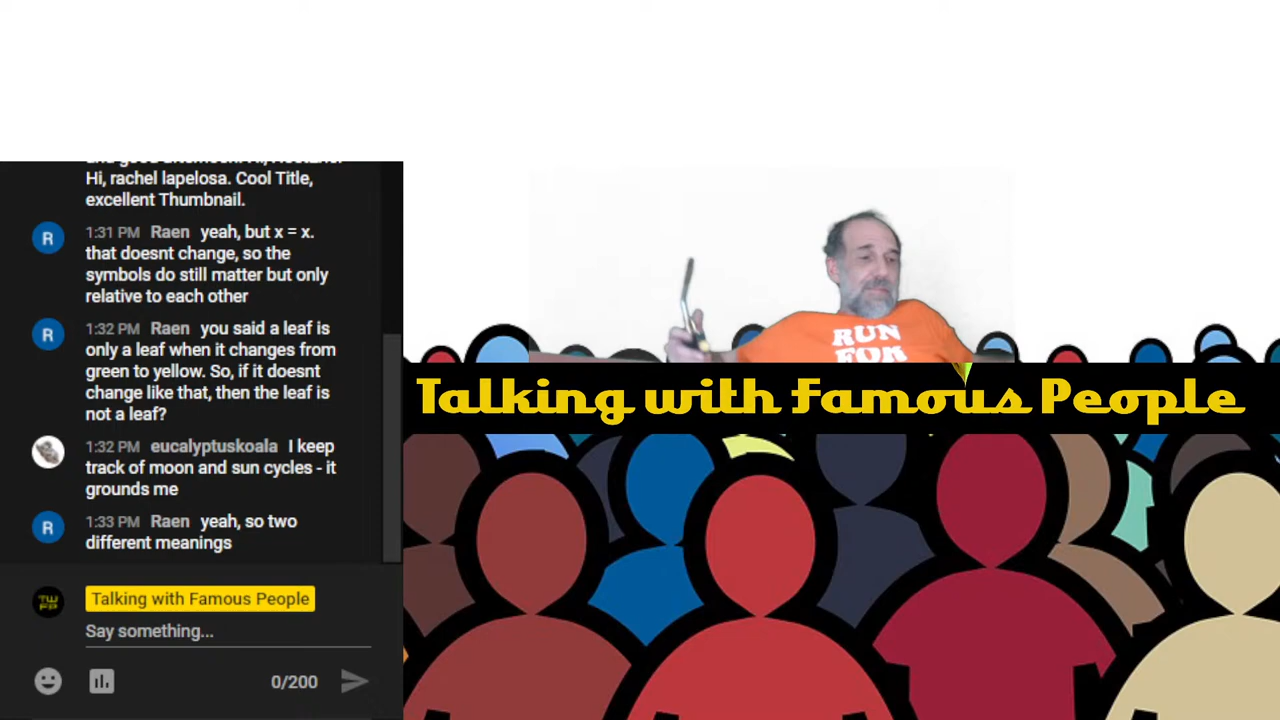 Hi, rachel lapelosa. Cool Title,
excellent Thumbnail.
1:31 PM Raen yeah, but x = x.
that doesnt change, so the
symbols do still matter but only
relative to each other
1:32 PM Raen you said a leaf is
only a leaf when it changes from
green to yellow. So, if it doesnt
change like that, then the leaf is
not a leaf?
1:32 PM eucalyptuskoala I keep
track of moon and sun cycles - it
grounds me
1:33 PM Raen yeah, so two
different meanings
Talking with Famous People
Say something...
0/200
R
R
R
TW
FP
RUN
FOR
Talking with Famous People